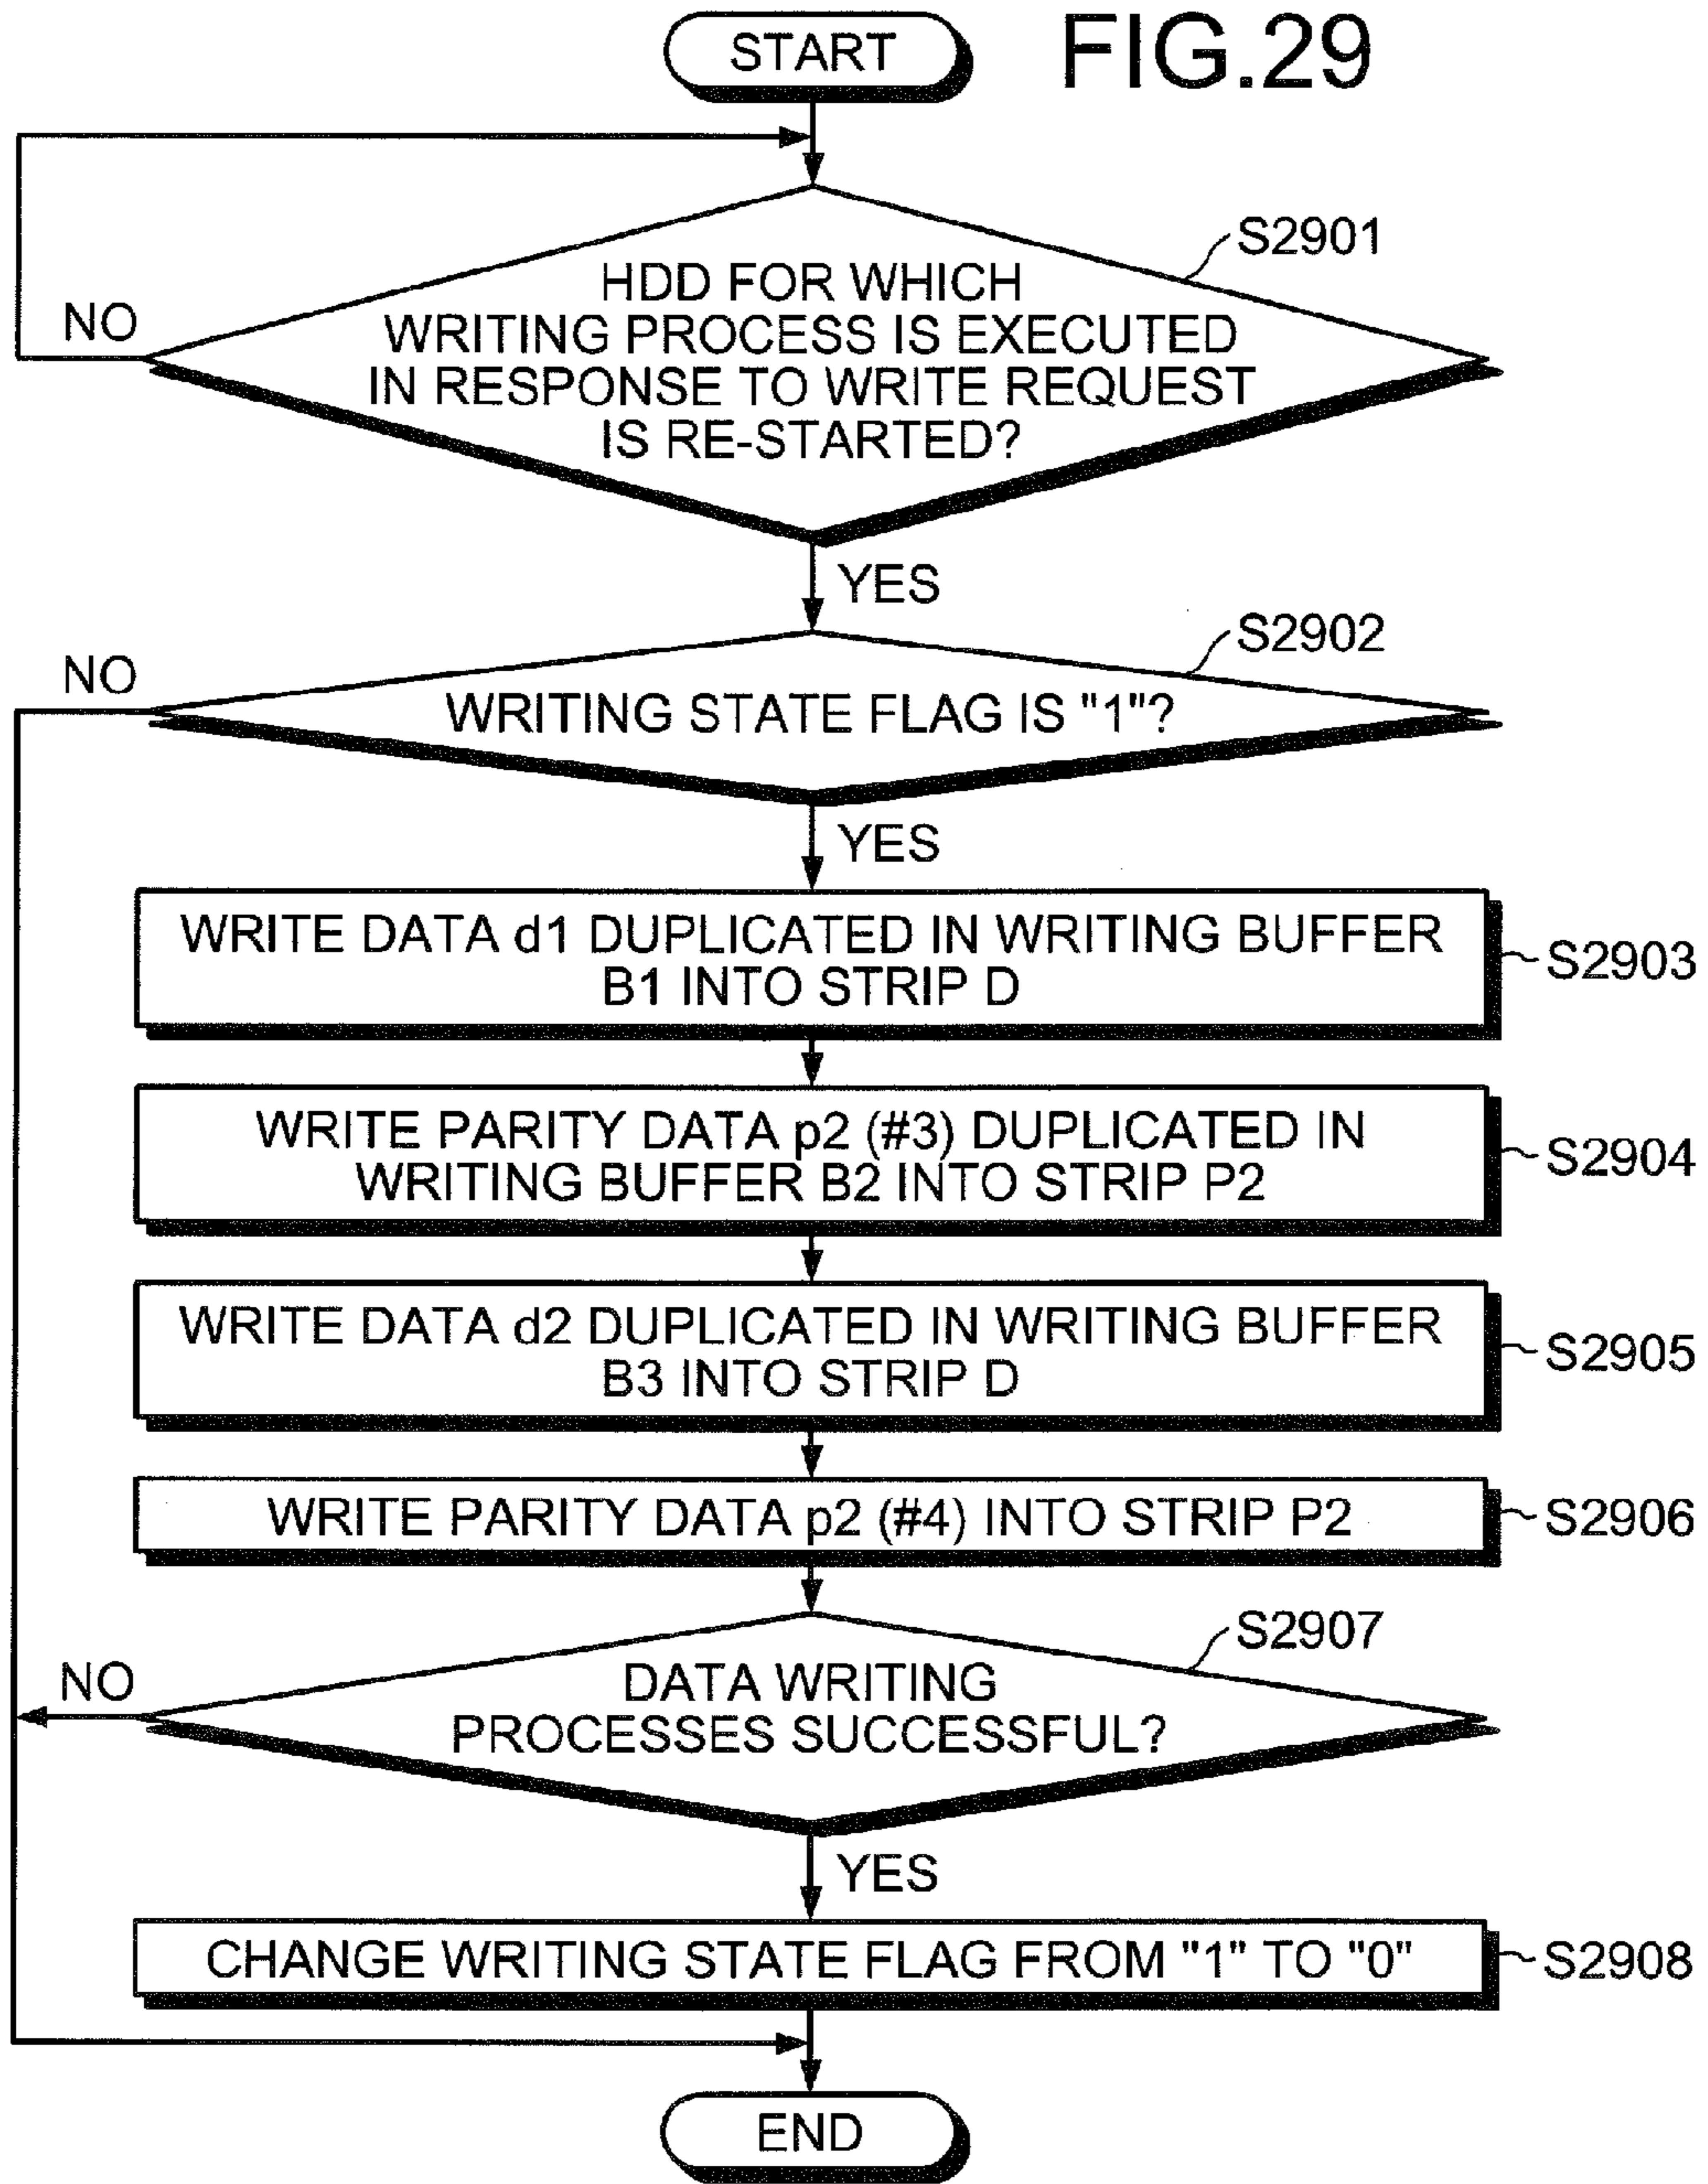 START
FIG.29
S2901
HDD FOR WHICH
WRITING PROCESS IS EXECUTED
IN RESPONSE TO WRITE REQUEST
IS RE-STARTED?
NO
YES
S2902
NO
WRITING STATE FLAG IS "1"?
YES
WRITE DATA d1 DUPLICATED IN WRITING BUFFER
B1 INTO STRIP D
S2903
WRITE PARITY DATA p2 (#3) DUPLICATED IN
WRITING BUFFER B2 INTO STRIP P2
S2904
WRITE DATA d2 DUPLICATED IN WRITING BUFFER
B3 INTO STRIP D
S2905
WRITE PARITY DATA p2 (#4) INTO STRIP P2
S2906
S2907
NO
DATA WRITING
PROCESSES SUCCESSFUL?
YES
CHANGE WRITING STATE FLAG FROM "1" TO "0"
S2908
END